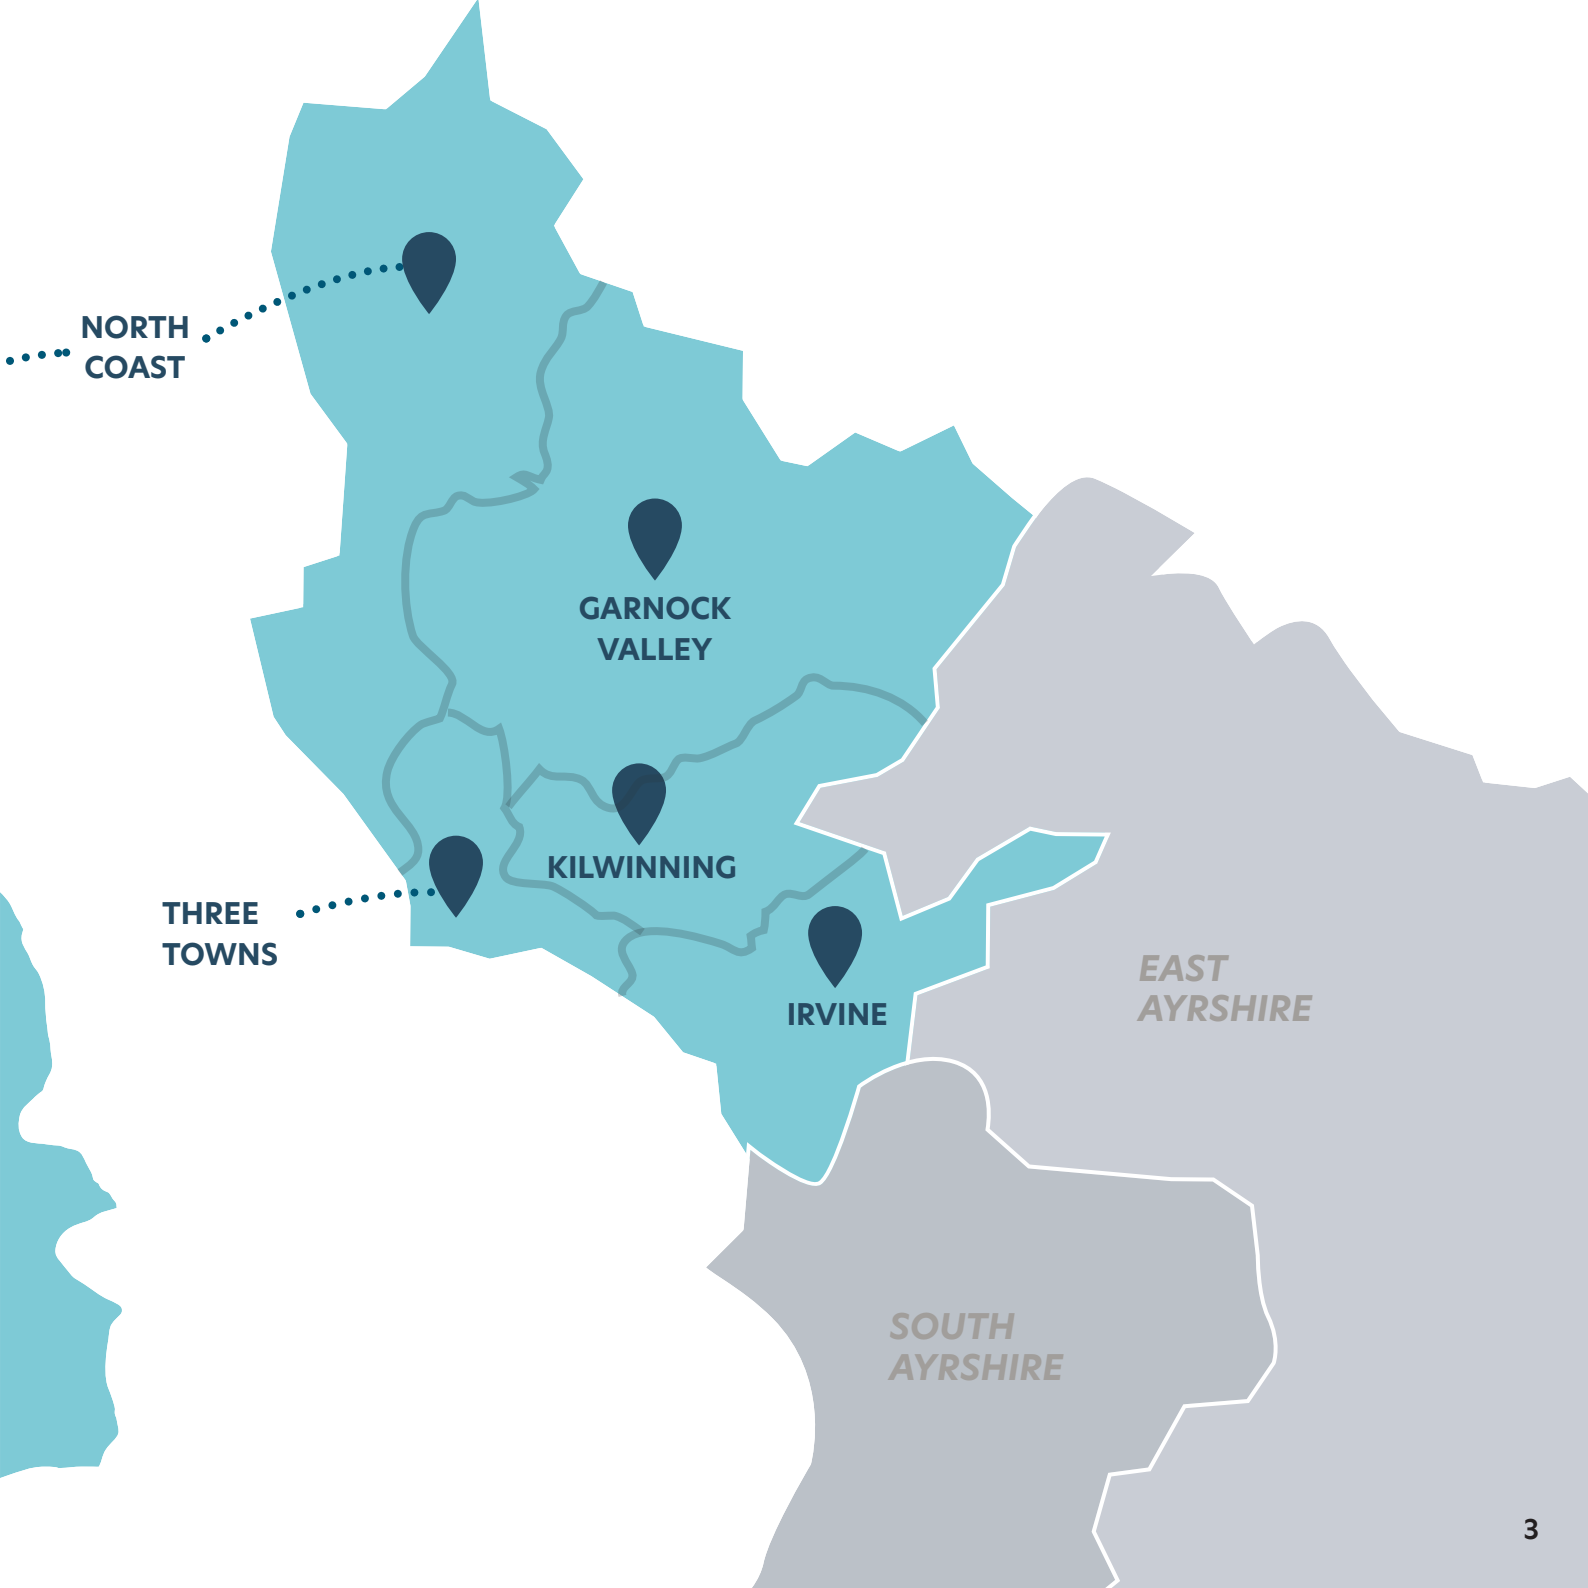 NORTH
COAST
GARNOCK
VALLEY
KILWINNING
THREE
TOWNS
IRVINE
EAST
AYRSHIRE
SOUTH
AYRSHIRE
3